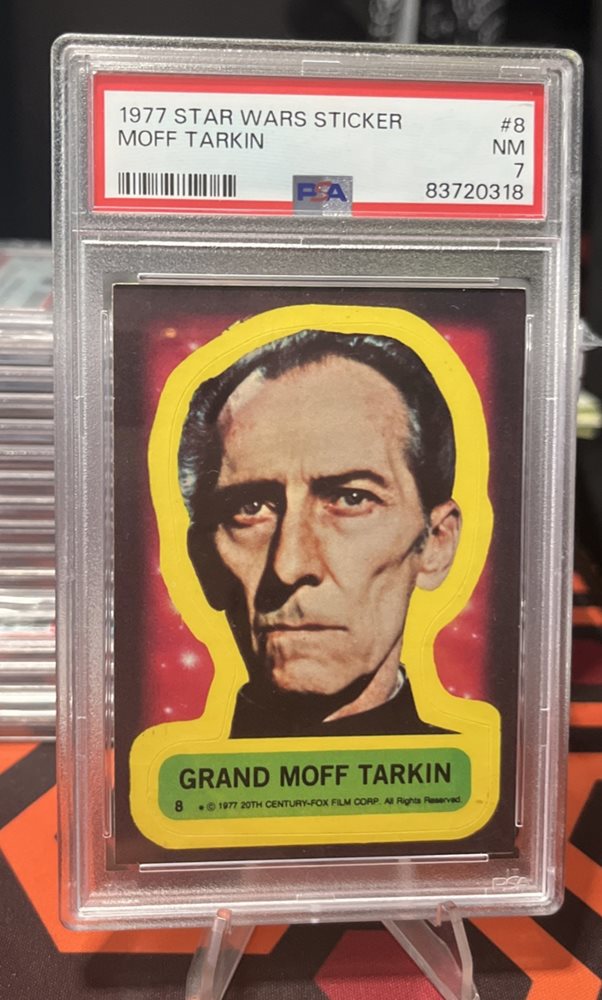 1977 STAR WARS STICKER #8
MOFF TARKIN NM
7
PSA 83720318
GRAND MOFF TARKIN
8 • © 1977 20TH CENTURY-FOX FILM CORP. All Rights Reserved.
PSA